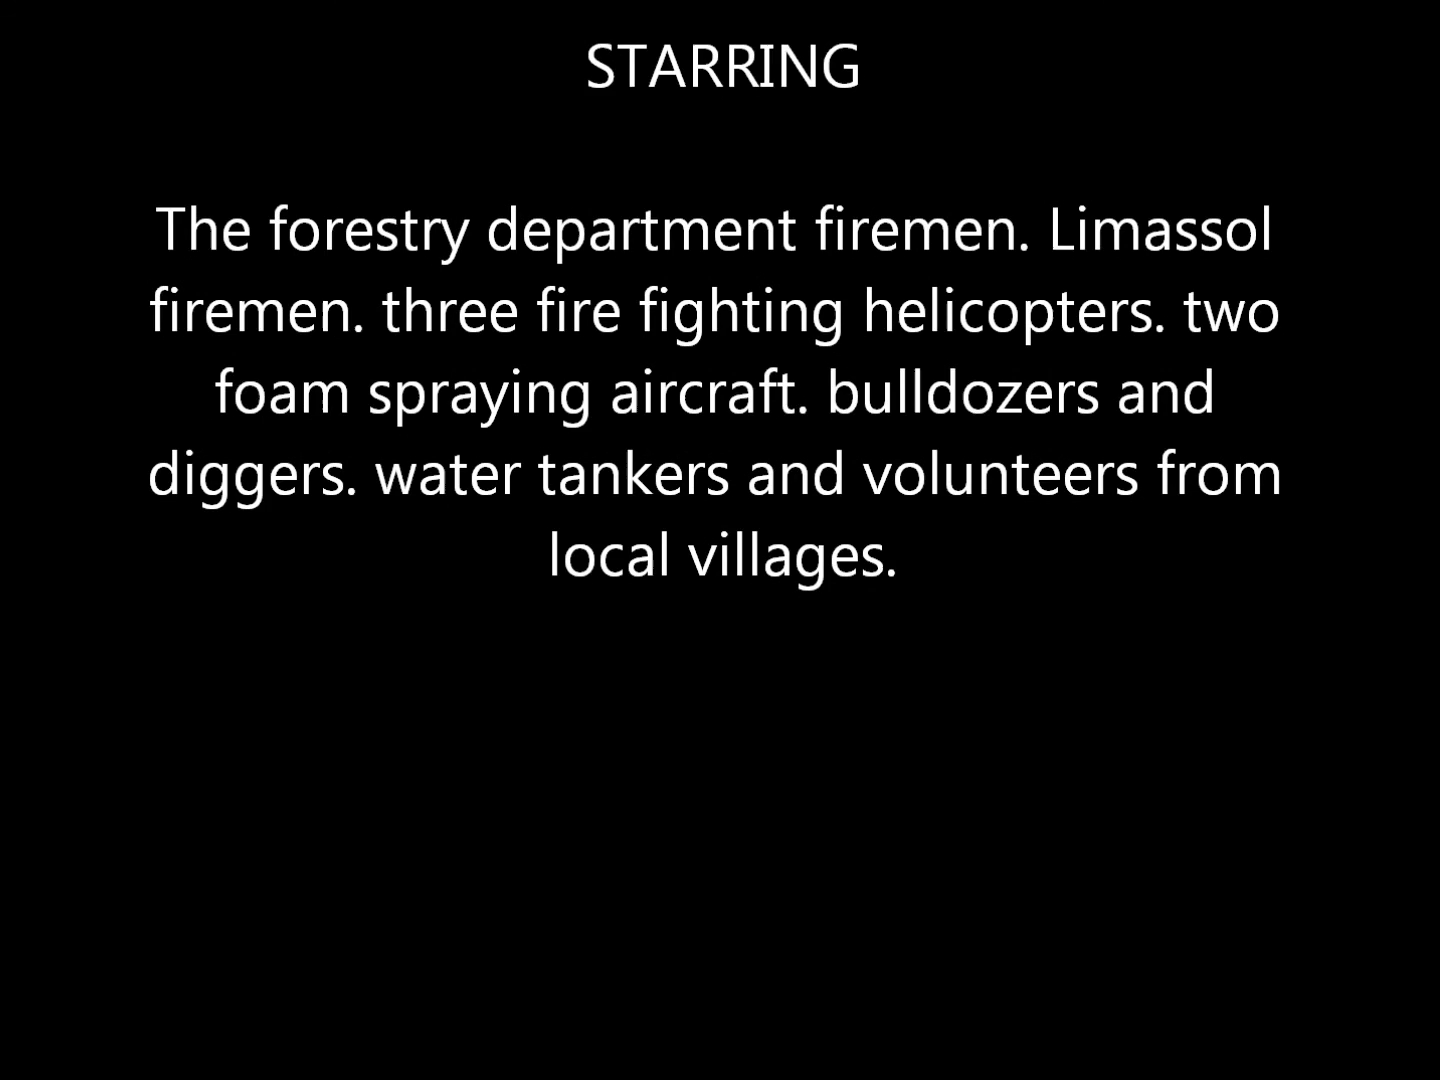 STARRING
The forestry department firemen. Limassol
firemen. three fire fighting helicopters. two
foam spraying aircraft. bulldozers and
diggers. water tankers and volunteers from
local villages.